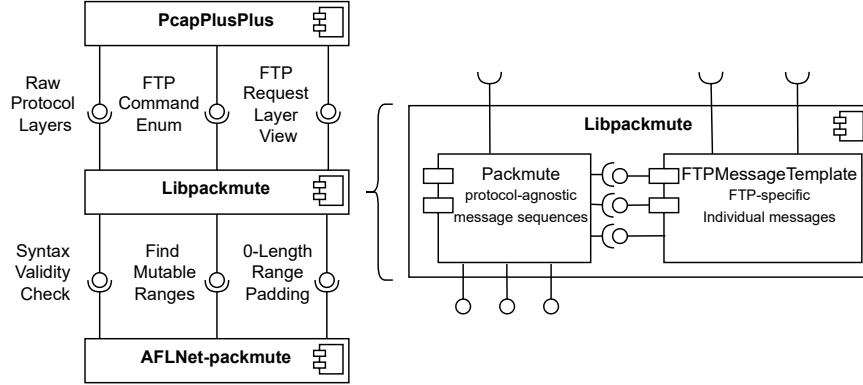 PcapPlusPlus
Raw
Protocol
Layers
FTP
Command
Enum
FTP
Request
Layer
View
Libpackmute
Syntax
Validity
Check
Find
Mutable
Ranges
0-Length
Range
Padding
AFLNet-packmute
Libpackmute
Packmute
protocol-agnostic
message sequences
FTPMessageTemplate
FTP-specific
Individual messages